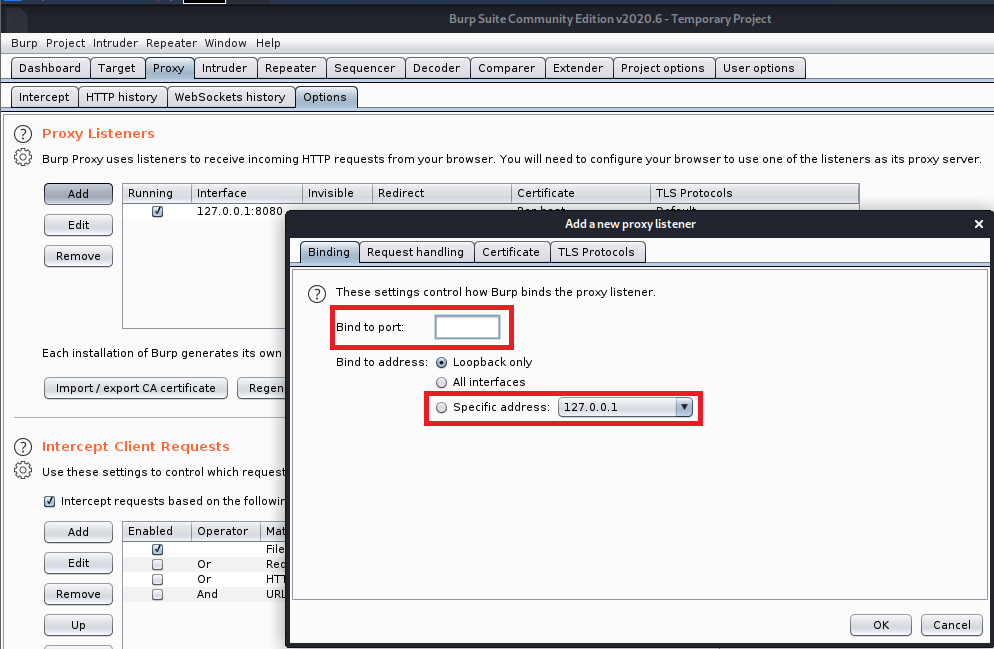 Burp Suite Community Edition v2020.6 - Temporary Project
Burp Project Intruder Repeater Window Help
Dashboard Target Proxy Intruder Repeater Sequencer Decoder Comparer Extender Project options User options
Intercept HTTP history WebSockets history Options
? Proxy Listeners
Burp Proxy uses listeners to receive incoming HTTP requests from your browser. You will need to configure your browser to use one of the listeners as its proxy server.
Add Running Interface Invisible Redirect Certificate TLS Protocols
127.0.0.1:8080
Edit
Remove
Add a new proxy listener
Binding Request handling Certificate TLS Protocols
? These settings control how Burp binds the proxy listener.
Bind to port:
Bind to address: Loopback only
All interfaces
Specific address: 127.0.0.1
OK Cancel
Each installation of Burp generates its own
Import / export CA certificate Regen
? Intercept Client Requests
Use these settings to control which request
Intercept requests based on the followin
Add Enabled Operator Mat
File
Edit Or Req
Or HTT
Remove And URL
Up